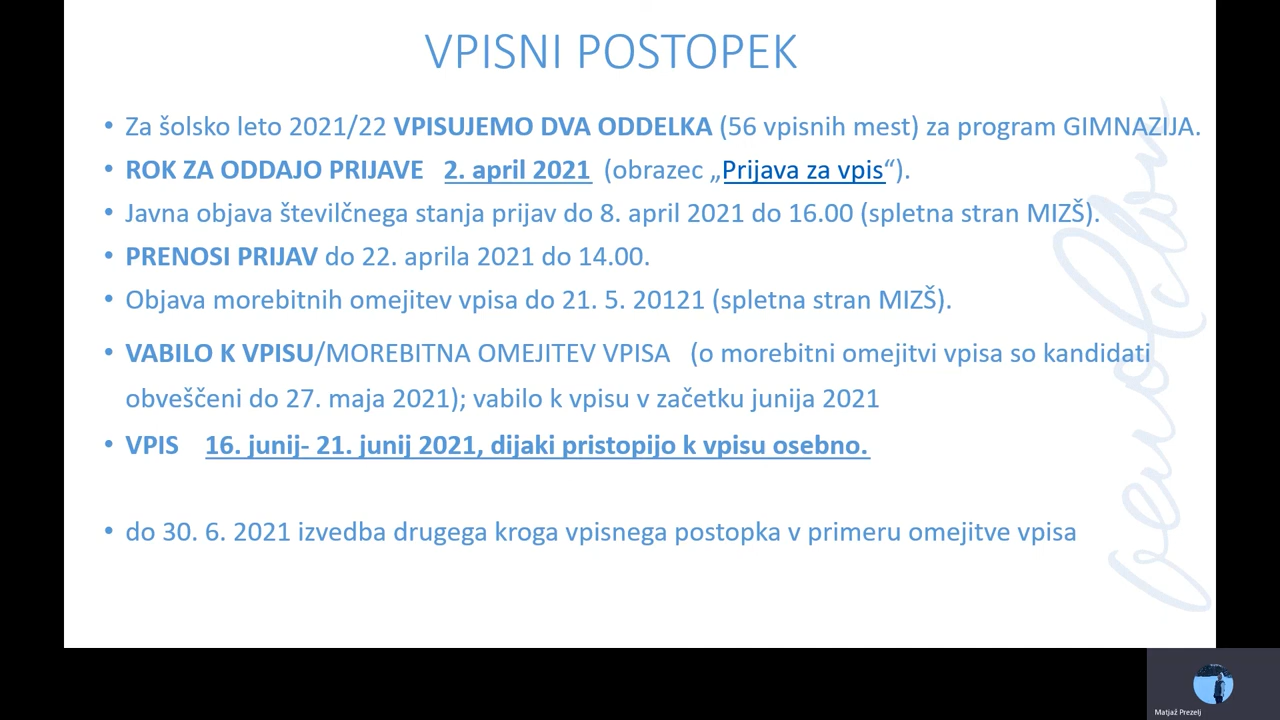 VPISNI POSTOPEK
• Za šolsko leto 2021/22 VPISUJEMO DVA ODDELKA (56 vpisnih mest) za program GIMNAZIJA.
• ROK ZA ODDAJO PRIJAVE 2. april 2021 (obrazec „Prijava za vpis“).
• Javna objava številčnega stanja prijav do 8. april 2021 do 16.00 (spletna stran MIZŠ).
• PRENOSI PRIJAV do 22. aprila 2021 do 14.00.
• Objava morebitnih omejitev vpisa do 21. 5. 20121 (spletna stran MIZŠ).
• VABILO K VPISU/MOREBITNA OMEJITEV VPISA (o morebitni omejitvi vpisa so kandidati
obveščeni do 27. maja 2021); vabilo k vpisu v začetku junija 2021
• VPIS 16. junij- 21. junij 2021, dijaki pristopijo k vpisu osebno.
• do 30. 6. 2021 izvedba drugega kroga vpisnega postopka v primeru omejitve vpisa
Matjaž Prezelj